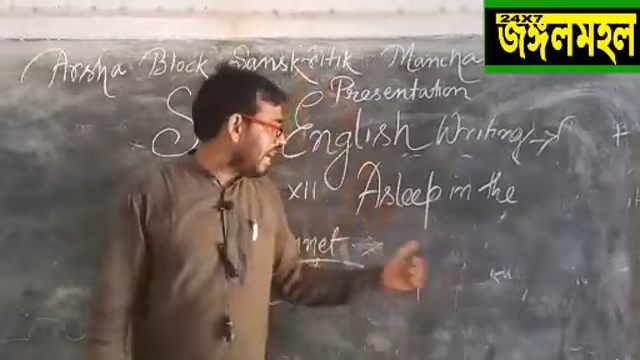 24X7
জঙ্গলমহল
Arsha Block Sanskritik Mancha
Presentation
English Writing →
XII Asleep in the